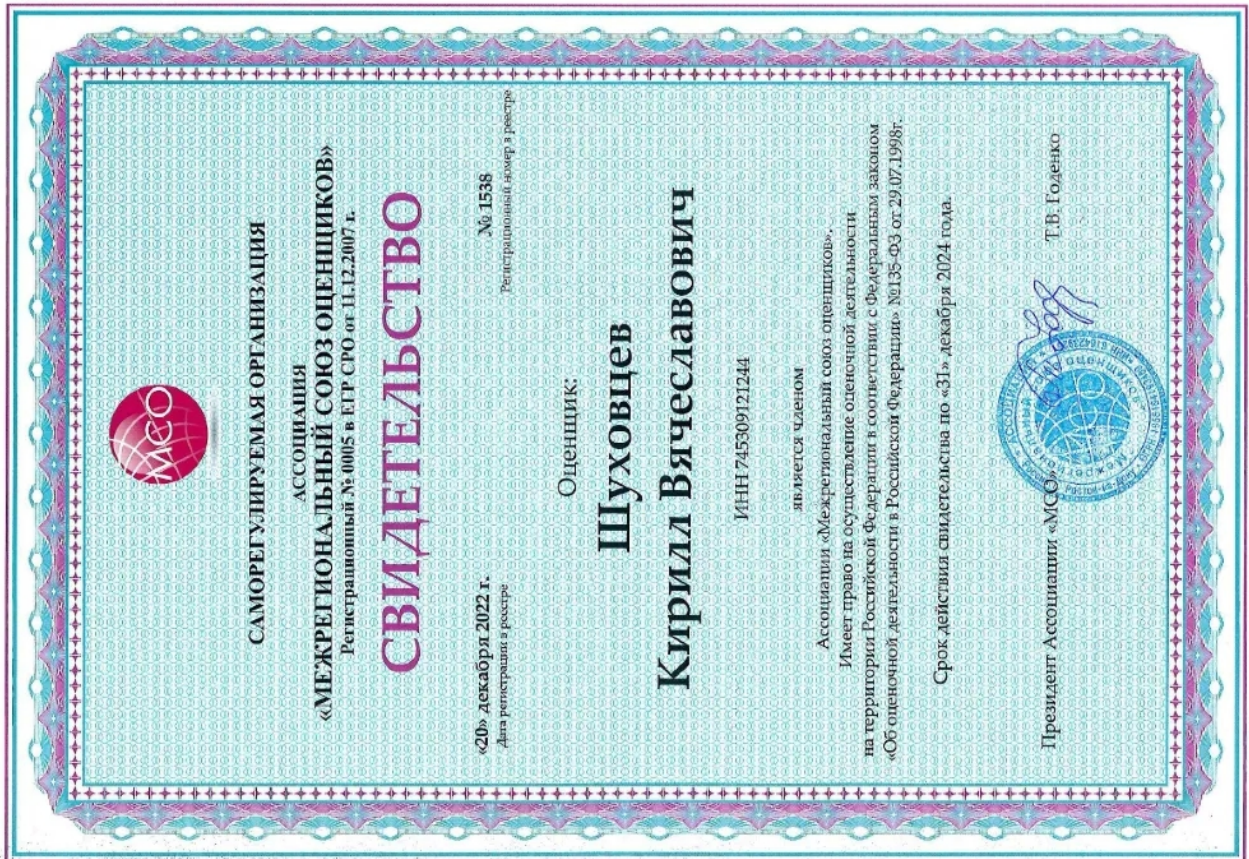 МСО
САМОРЕГУЛИРУЕМАЯ ОРГАНИЗАЦИЯ
АССОЦИАЦИЯ
«МЕЖРЕГИОНАЛЬНЫЙ СОЮЗ ОЦЕНЩИКОВ»
Регистрационный № 0005 в ЕГР СРО от 11.12.2007 г.
СВИДЕТЕЛЬСТВО
«20» декабря 2022 г. № 1538
Дата регистрации в реестре Регистрационный номер в реестре
Оценщик:
Шуховцев
Кирилл Вячеславович
ИНН 745309121244
является членом
Ассоциации «Межрегиональный союз оценщиков».
Имеет право на осуществление оценочной деятельности
на территории Российской Федерации в соответствии с Федеральным законом
«Об оценочной деятельности в Российской Федерации» №135-ФЗ от 29.07.1998г.
Срок действия свидетельства по «31» декабря 2024 года.
Президент Ассоциации «МСО» Т.В. Годенко